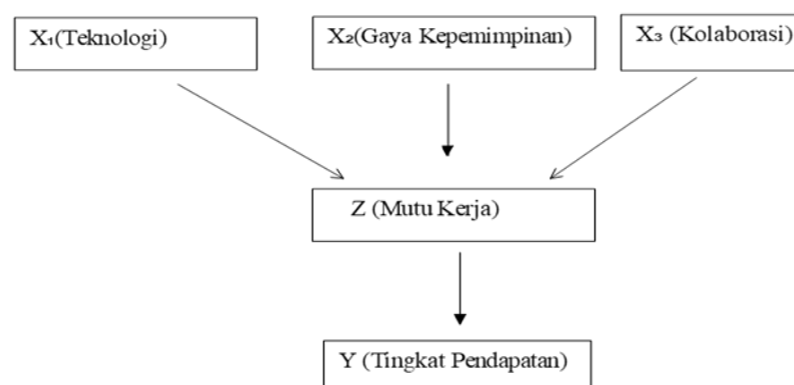 X₁(Teknologi)
X₂(Gaya Kepemimpinan)
X₃ (Kolaborasi)
Z (Mutu Kerja)
Y (Tingkat Pendapatan)